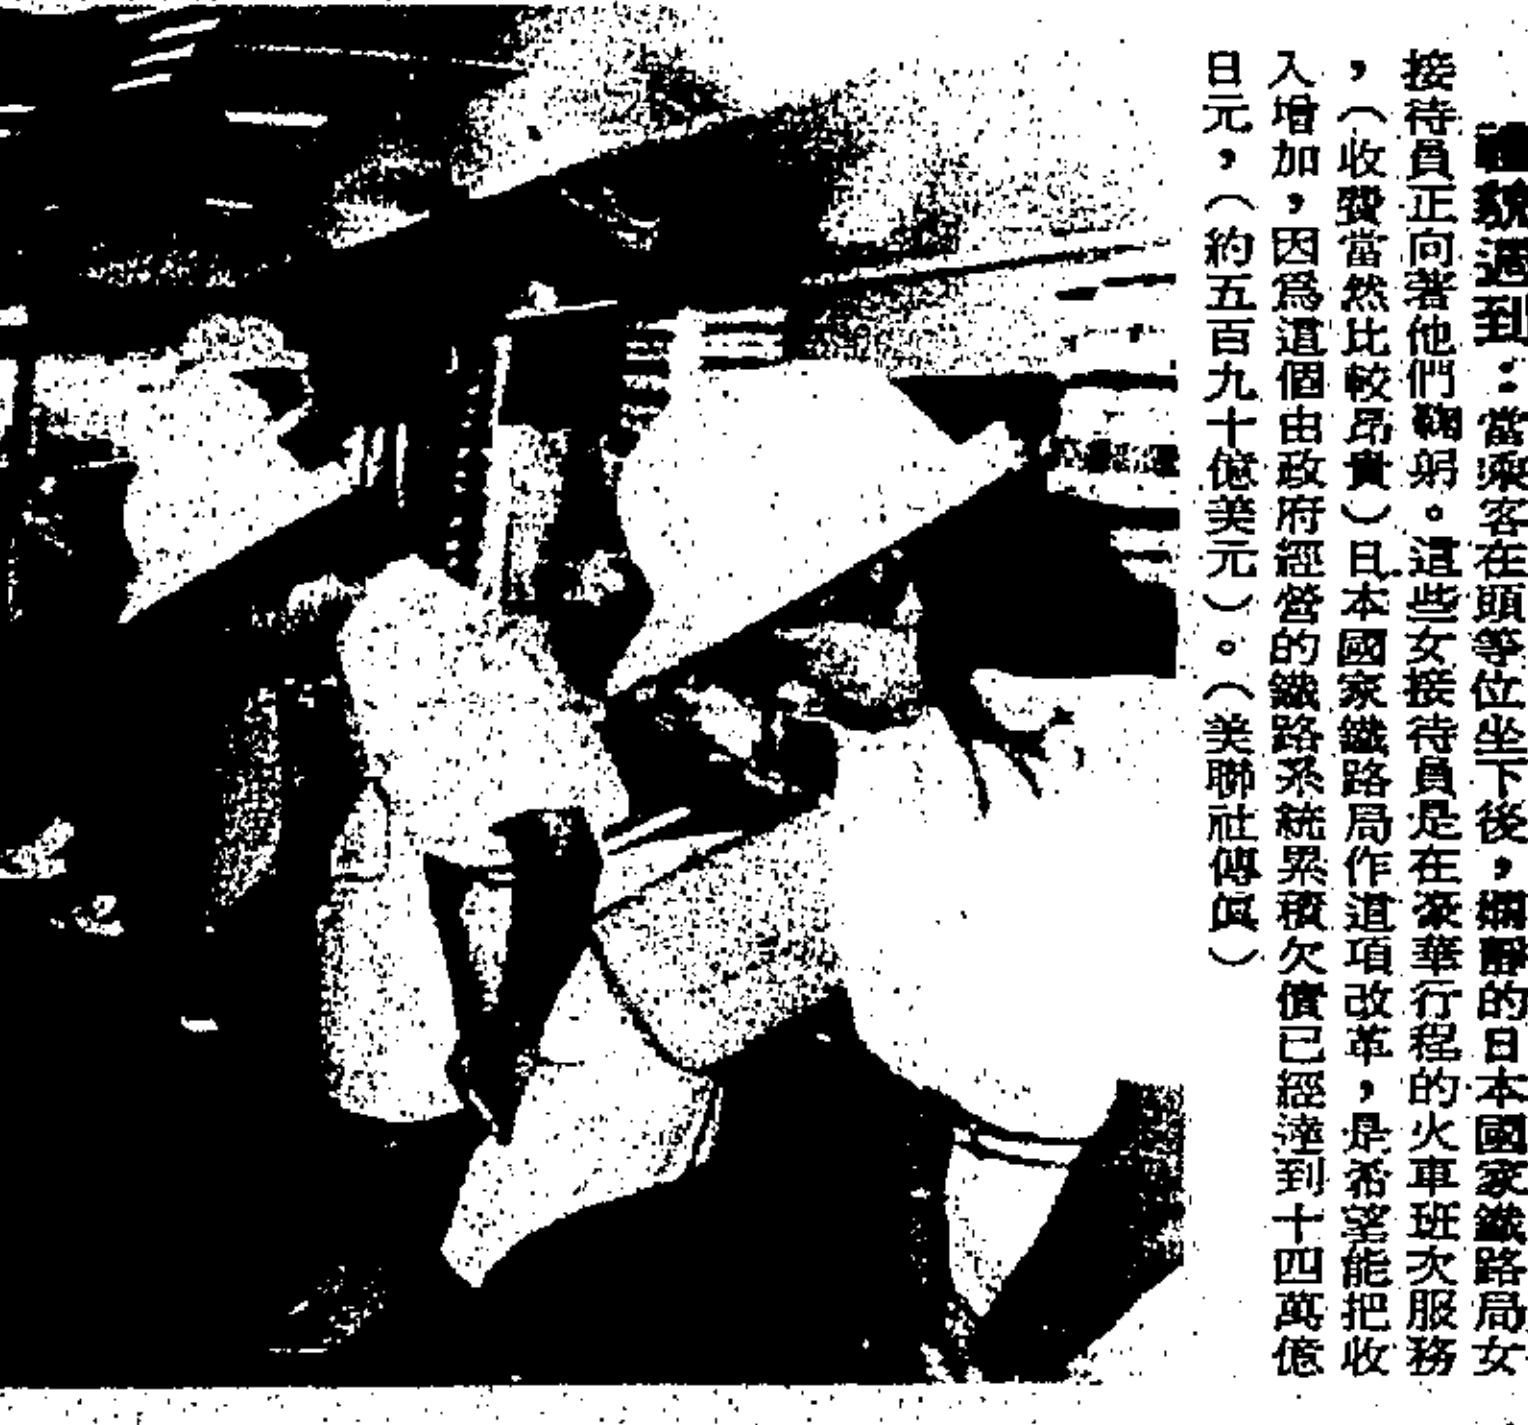 禮貌週到：當乘客在頭等位坐下後，嫻靜的日本國家鐵路局女
接待員正向著他們鞠躬。這些女接待員是在豪華行程的火車班次服務
，（收費當然比較昂貴）日本國家鐵路局作這項改革，是希望能把收
入增加，因爲這個由政府經營的鐵路系統累積欠債已經達到十四萬億
日元，（約五百九十億美元）。（美聯社傳眞）